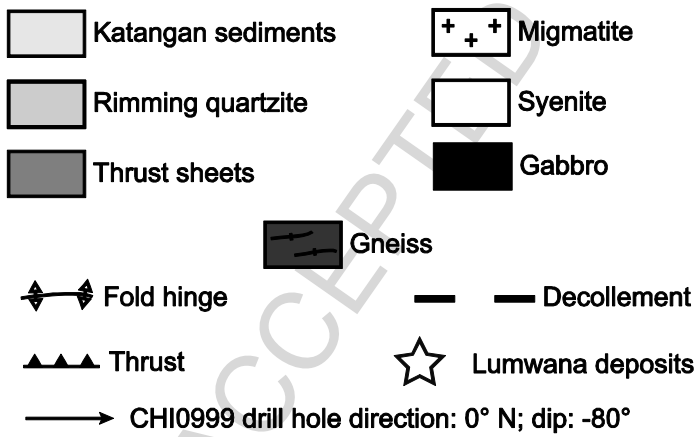 Katangan sediments
Migmatite
Rimming quartzite
Syenite
Thrust sheets
Gabbro
Gneiss
Fold hinge
Decollement
Thrust
Lumwana deposits
CHI0999 drill hole direction: 0° N; dip: -80°
ACCEPTED